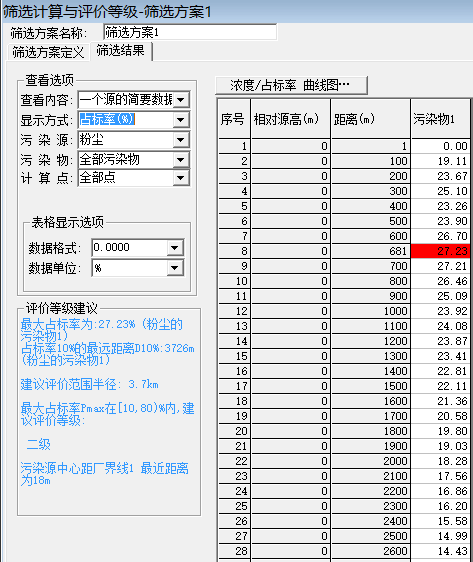 筛选计算与评价等级-筛选方案1
筛选方案名称: 筛选方案1
筛选方案定义 筛选结果
查看选项
查看内容: 一个源的简要数据
显示方式: 占标率(%)
污 染 源: 粉尘
污 染 物: 全部污染物
计 算 点: 全部点
表格显示选项
数据格式: 0.0000
数据单位: %
评价等级建议
最大占标率为:27.23% (粉尘的
污染物1)
占标率10%的最远距离D10%:3726m
(粉尘的污染物1)
建议评价范围半径: 3.7km
最大占标率Pmax在[10,80)%内,建
议评价等级:
二级
污染源中心距厂界线1 最近距离
为18m
浓度/占标率 曲线图…
序号 相对源高(m) 距离(m) 污染物1
1 0 1 0.00
2 0 100 19.11
3 0 200 23.67
4 0 300 25.10
5 0 400 23.26
6 0 500 23.90
7 0 600 26.70
8 0 681 27.23
9 0 700 27.21
10 0 800 26.46
11 0 900 25.09
12 0 1000 23.92
13 0 1100 24.08
14 0 1200 23.87
15 0 1300 23.41
16 0 1400 22.81
17 0 1500 22.11
18 0 1600 21.36
19 0 1700 20.58
20 0 1800 19.80
21 0 1900 19.03
22 0 2000 18.28
23 0 2100 17.56
24 0 2200 16.86
25 0 2300 16.20
26 0 2400 15.58
27 0 2500 14.99
28 0 2600 14.43